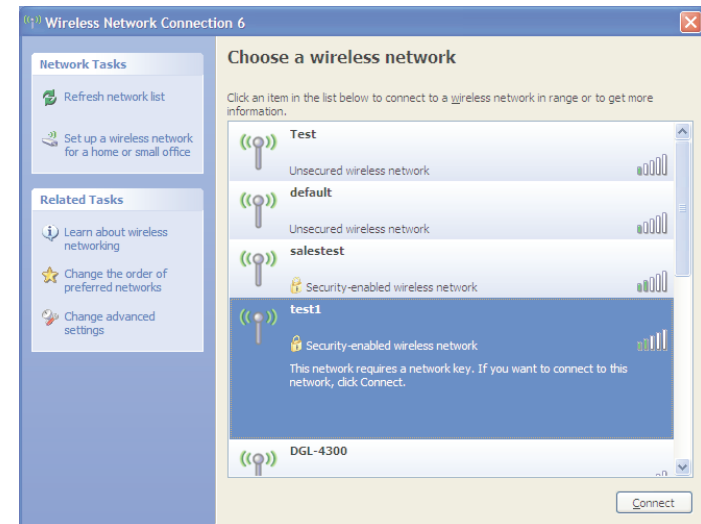 Wireless Network Connection 6
Network Tasks
Refresh network list
Set up a wireless network
for a home or small office
Related Tasks
Learn about wireless
networking
Change the order of
preferred networks
Change advanced
settings
Choose a wireless network
Click an item in the list below to connect to a wireless network in range or to get more
information.
Test
Unsecured wireless network
default
Unsecured wireless network
salestest
Security-enabled wireless network
test1
Security-enabled wireless network
This network requires a network key. If you want to connect to this
network, click Connect.
DGL-4300
Connect